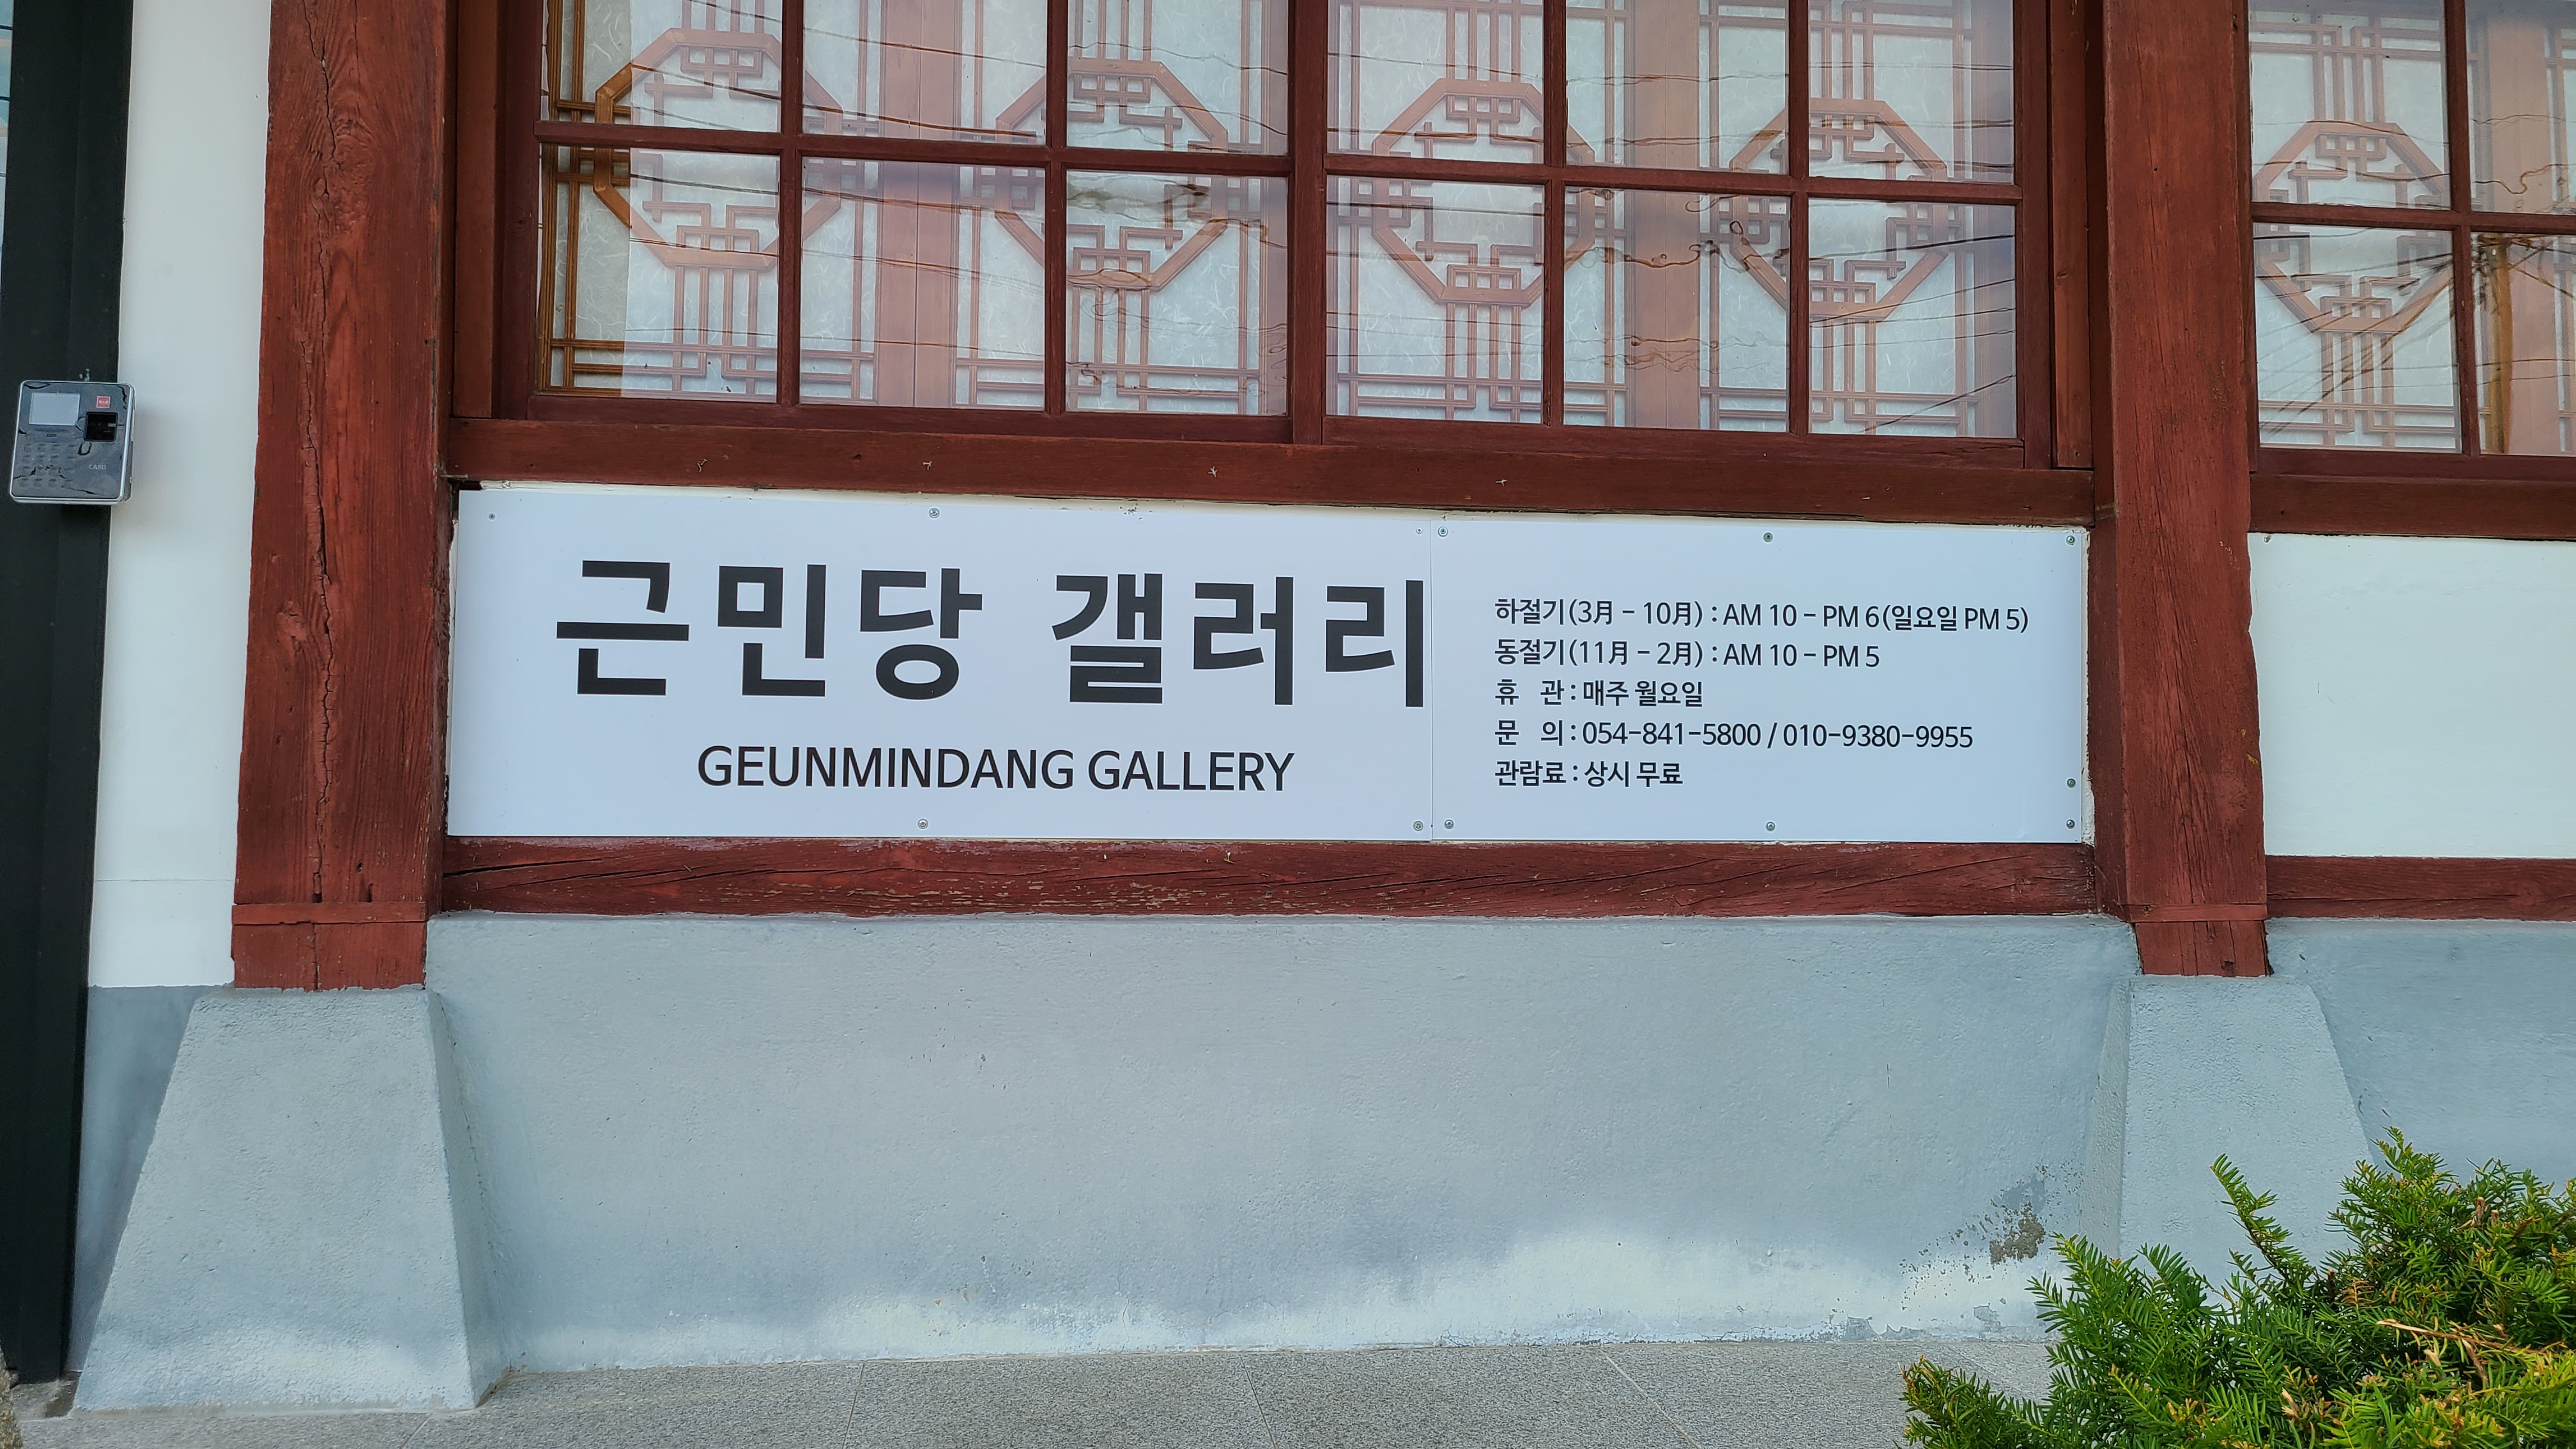 근민당 갤러리
GEUNMINDANG GALLERY
하절기(3月 - 10月) : AM 10 - PM 6(일요일 PM 5)
동절기(11月 - 2月) : AM 10 - PM 5
휴 관 : 매주 월요일
문 의 : 054-841-5800 / 010-9380-9955
관람료 : 상시 무료
CARD